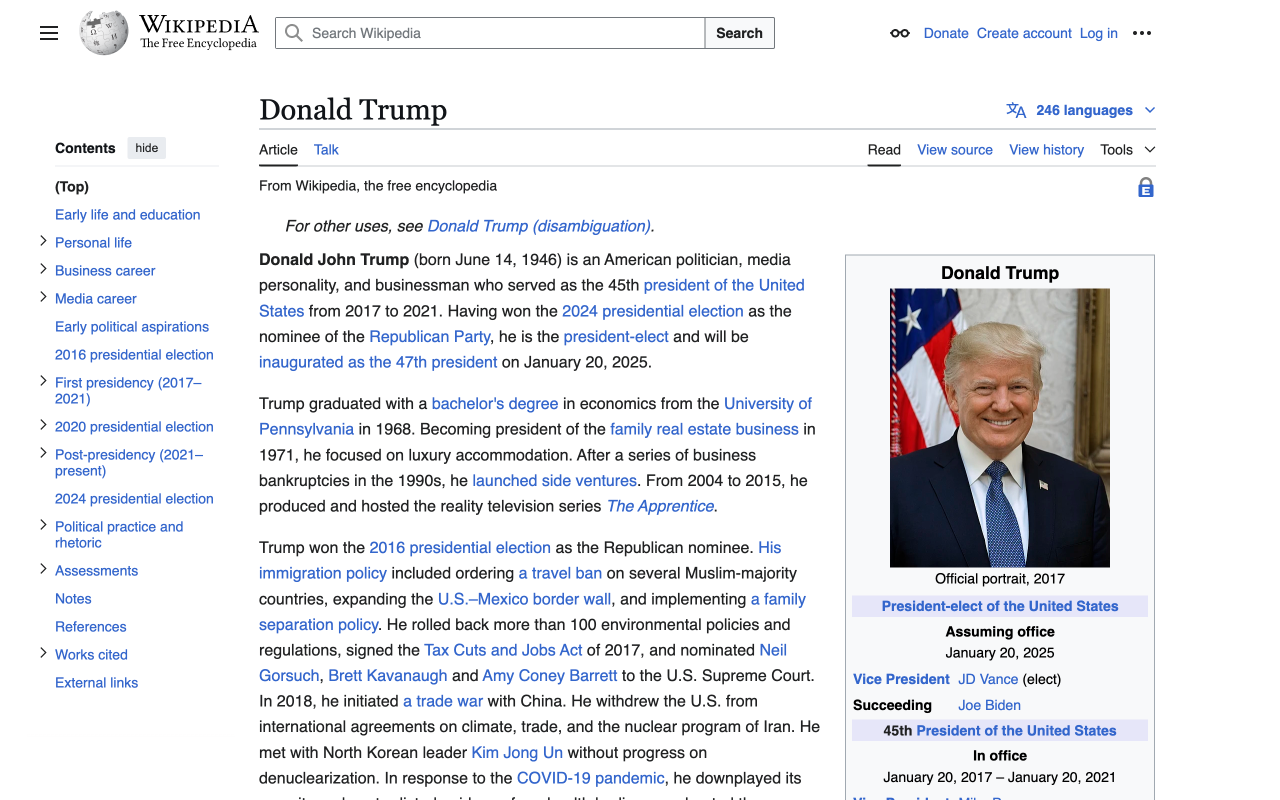 WIKIPEDIA
The Free Encyclopedia
Search Wikipedia
Search
Donate Create account Log in
Donald Trump
246 languages
Contents hide
Article Talk
Read View source View history Tools
(Top)
Early life and education
Personal life
Business career
Media career
Early political aspirations
2016 presidential election
First presidency (2017–
2021)
2020 presidential election
Post-presidency (2021–
present)
2024 presidential election
Political practice and
rhetoric
Assessments
Notes
References
Works cited
External links
From Wikipedia, the free encyclopedia
E
For other uses, see Donald Trump (disambiguation).
Donald John Trump (born June 14, 1946) is an American politician, media
personality, and businessman who served as the 45th president of the United
States from 2017 to 2021. Having won the 2024 presidential election as the
nominee of the Republican Party, he is the president-elect and will be
inaugurated as the 47th president on January 20, 2025.
Trump graduated with a bachelor's degree in economics from the University of
Pennsylvania in 1968. Becoming president of the family real estate business in
1971, he focused on luxury accommodation. After a series of business
bankruptcies in the 1990s, he launched side ventures. From 2004 to 2015, he
produced and hosted the reality television series The Apprentice.
Trump won the 2016 presidential election as the Republican nominee. His
immigration policy included ordering a travel ban on several Muslim-majority
countries, expanding the U.S.–Mexico border wall, and implementing a family
separation policy. He rolled back more than 100 environmental policies and
regulations, signed the Tax Cuts and Jobs Act of 2017, and nominated Neil
Gorsuch, Brett Kavanaugh and Amy Coney Barrett to the U.S. Supreme Court.
In 2018, he initiated a trade war with China. He withdrew the U.S. from
international agreements on climate, trade, and the nuclear program of Iran. He
met with North Korean leader Kim Jong Un without progress on
denuclearization. In response to the COVID-19 pandemic, he downplayed its
Donald Trump
Official portrait, 2017
President-elect of the United States
Assuming office
January 20, 2025
Vice President JD Vance (elect)
Succeeding Joe Biden
45th President of the United States
In office
January 20, 2017 – January 20, 2021